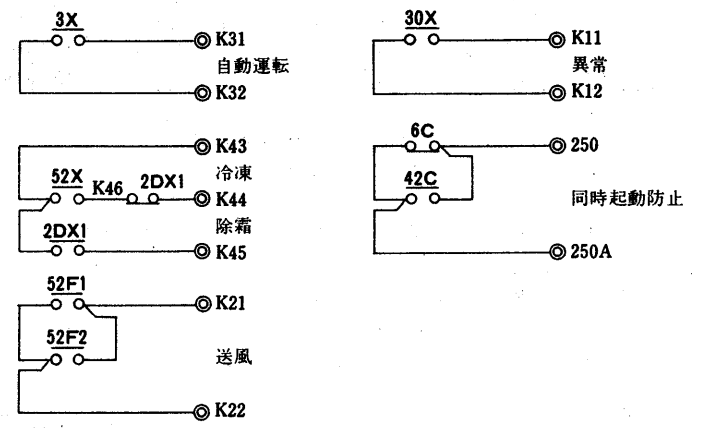 3X
K31
自動運転
K32
K43
冷凍
52X
K46
2DX1
K44
除霜
2DX1
K45
52F1
K21
52F2
送風
K22
30X
K11
異常
K12
6C
250
42C
同時起動防止
250A